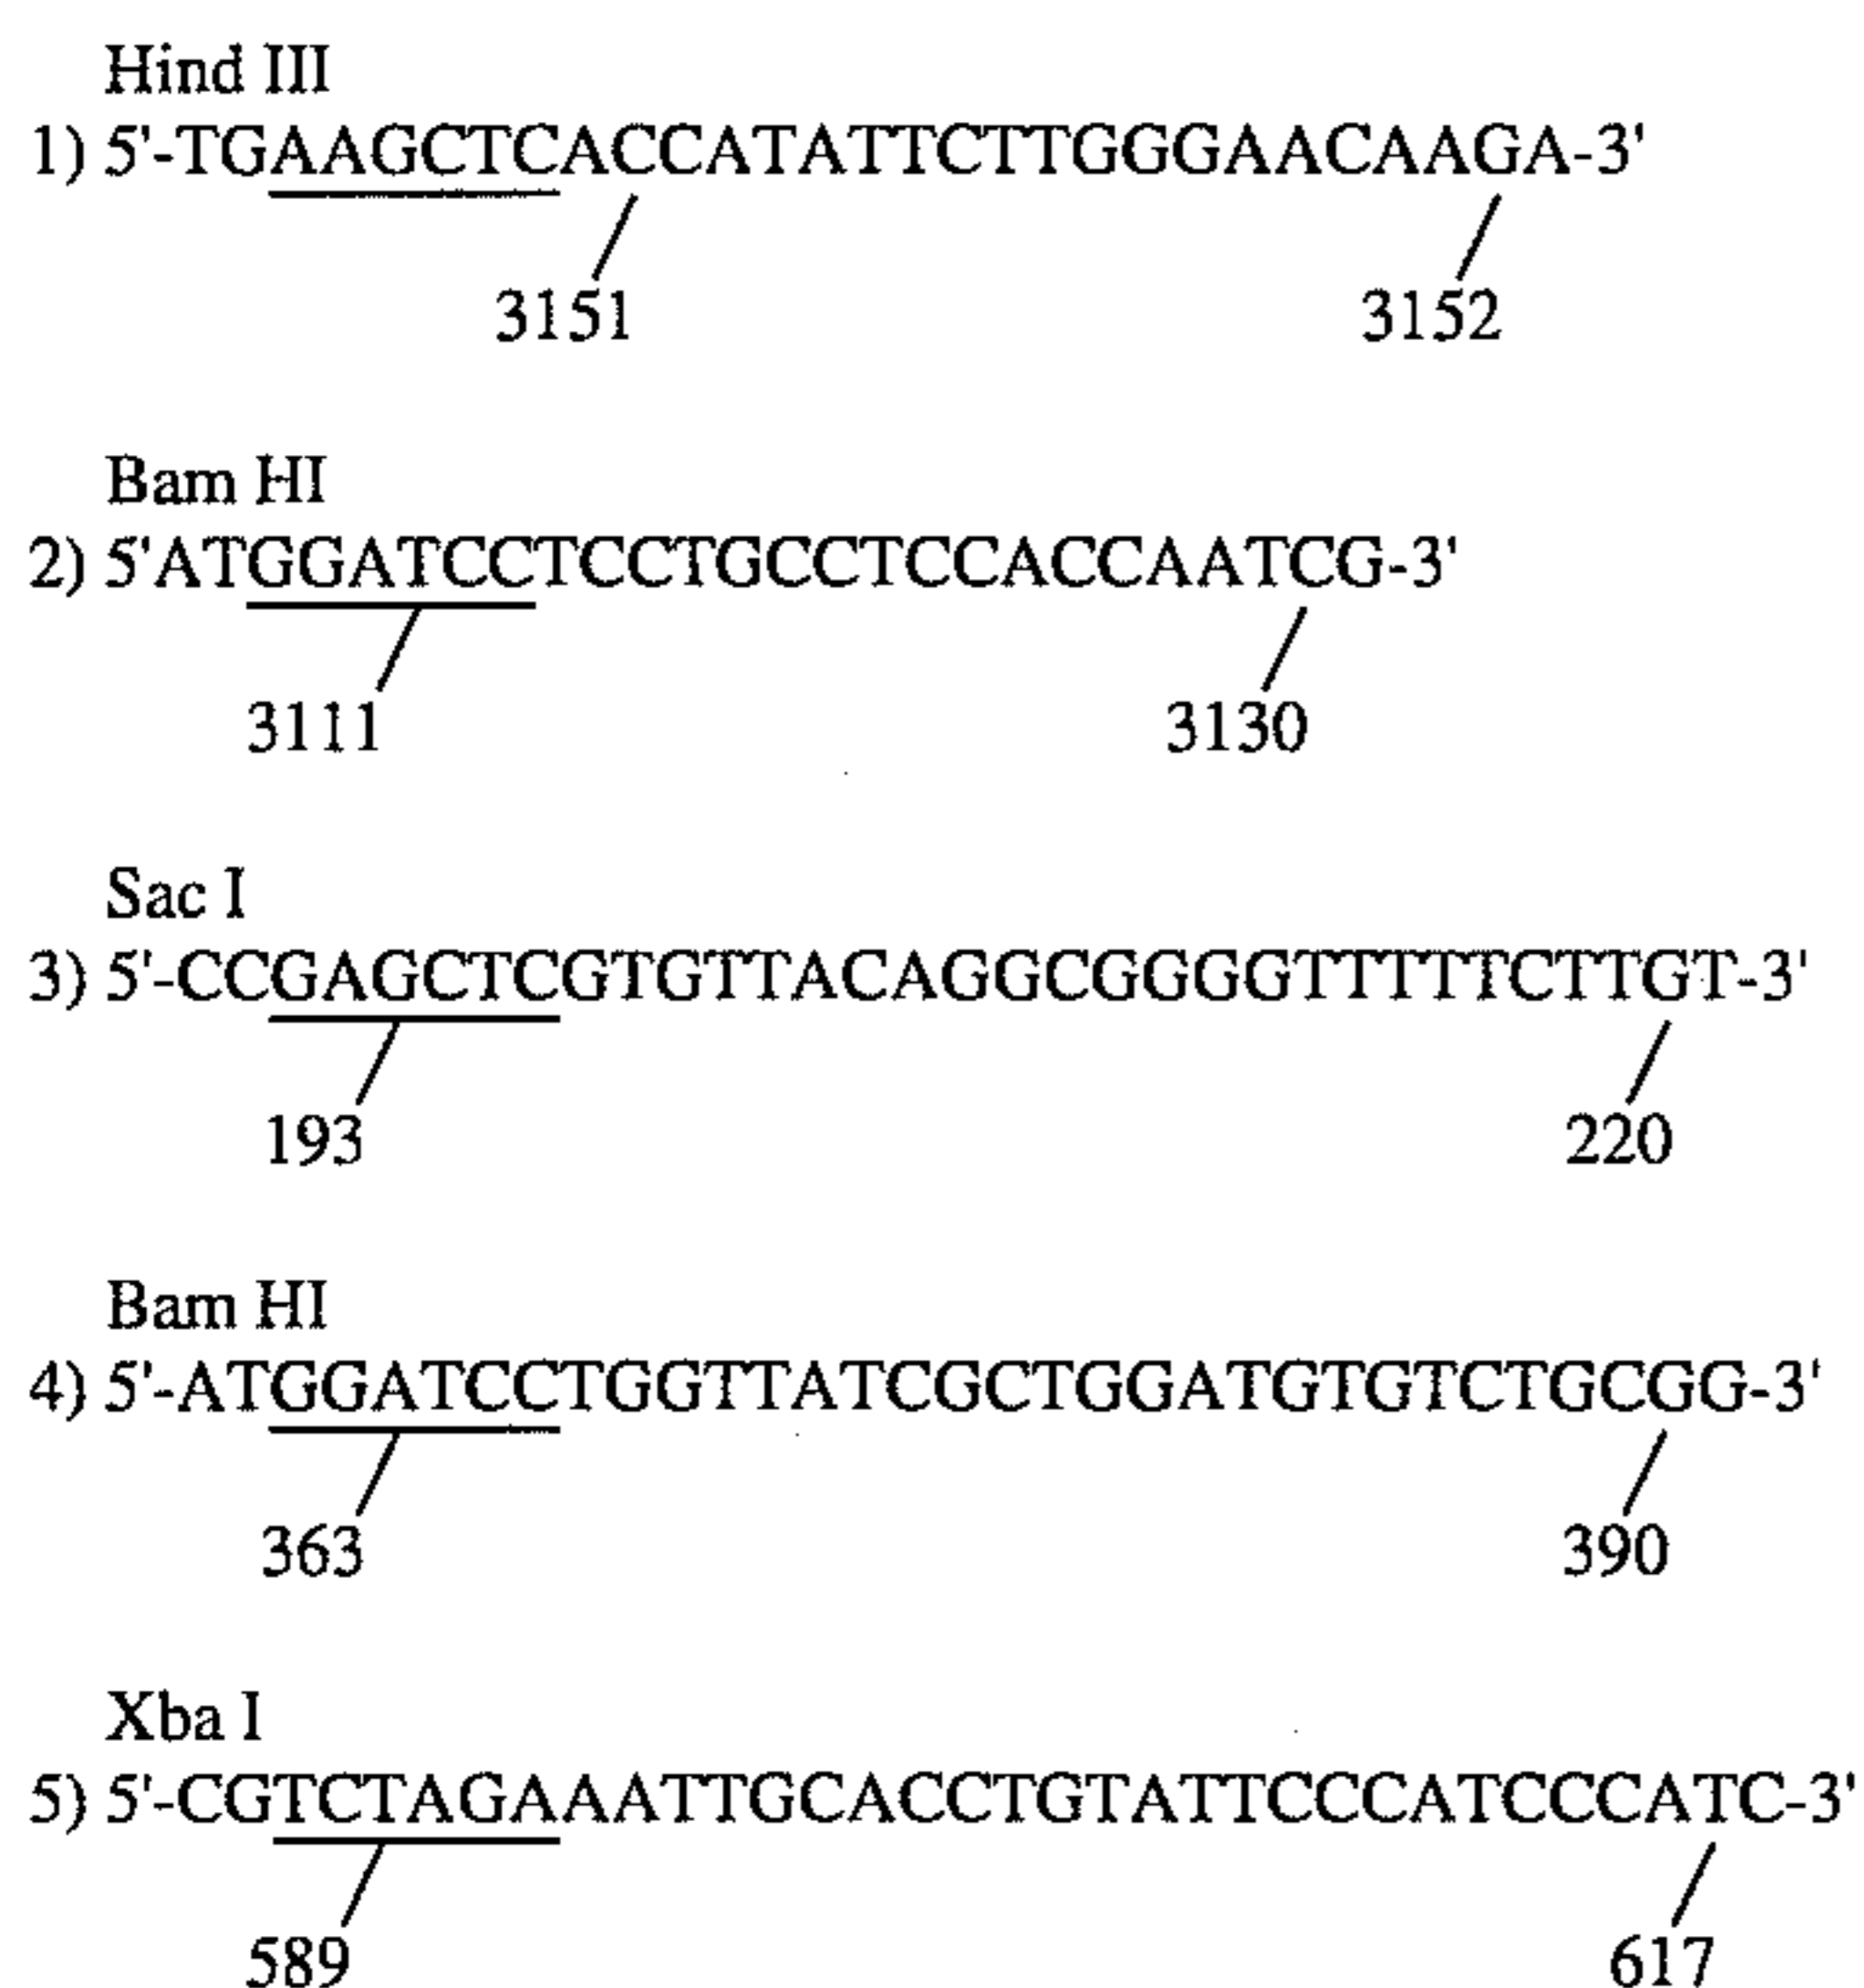 Hind III
1) 5'-TGAAGCTCACCATATTCTTGGGAACAAGA-3'
3151 3152
Bam HI
2) 5'ATGGATCCTCCTGCCTCCACCAATCG-3'
3111 3130
Sac I
3) 5'-CCGAGCTCGTGTTACAGGCGGGGTTTTTCTTGT-3'
193 220
Bam HI
4) 5'-ATGGATCCTGGTTATCGCTGGATGTGTCTGCGG-3'
363 390
Xba I
5) 5'-CGTCTAGAAATTGCACCTGTATTCCCATCCCATC-3'
589 617